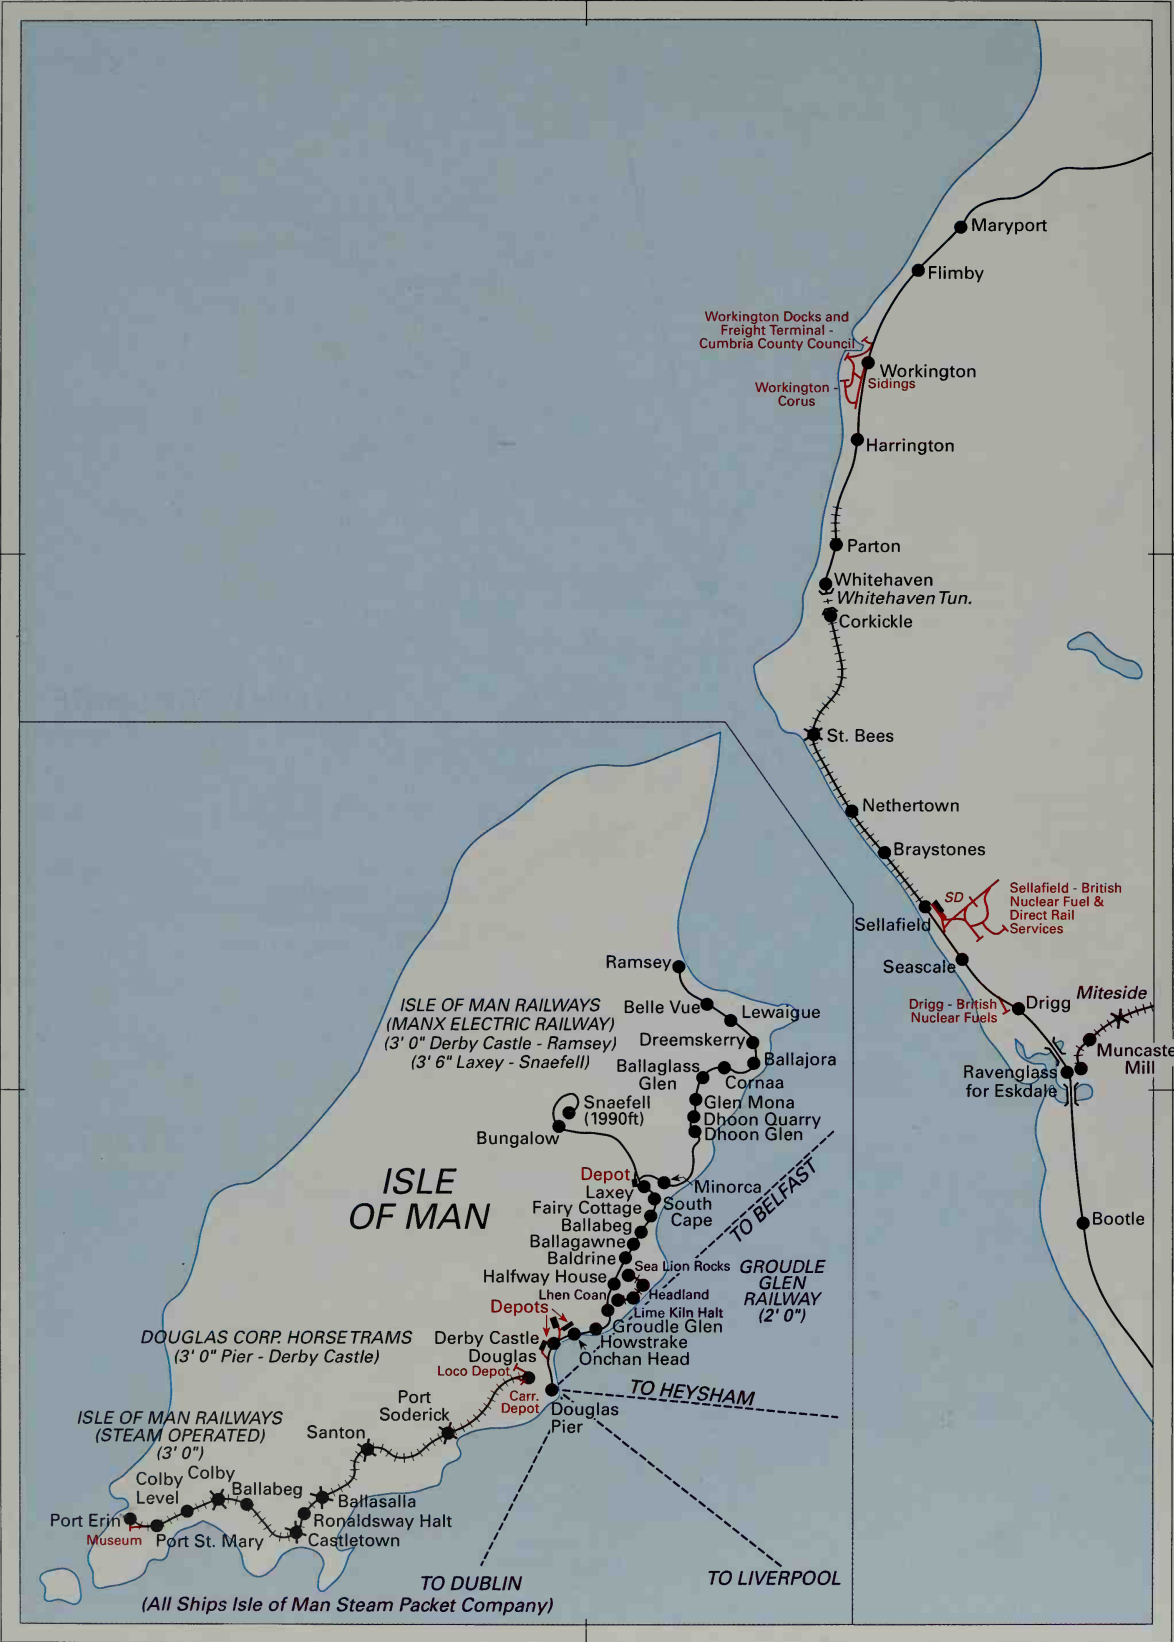 Maryport
Flimby
Workington Docks and
Freight Terminal -
Cumbria County Council
Workington
Sidings
Workington -
Corus
Harrington
Parton
Whitehaven
Whitehaven Tun.
Corkickle
St. Bees
Nethertown
Braystones
SD
Sellafield - British
Nuclear Fuel &
Direct Rail
Services
Sellafield
Seascale
Drigg - British
Nuclear Fuels
Drigg
Miteside
Muncaste
Mill
Ravenglass
for Eskdale
Bootle
Ramsey
Belle Vue
Lewaigue
ISLE OF MAN RAILWAYS
(MANX ELECTRIC RAILWAY)
(3' 0" Derby Castle - Ramsey)
(3' 6" Laxey - Snaefell)
Dreemskerry
Ballajora
Ballaglass
Glen
Cornaa
Snaefell
(1990ft)
Glen Mona
Dhoon Quarry
Dhoon Glen
Bungalow
ISLE
OF MAN
Depot
Laxey
Minorca
Fairy Cottage
South
Cape
TO BELFAST
Ballabeg
Ballagawne
Baldrine
Sea Lion Rocks
GROUDLE
GLEN
RAILWAY
(2' 0")
Halfway House
Lhen Coan
Headland
Depots
Lime Kiln Halt
Groudle Glen
DOUGLAS CORP. HORSE TRAMS
(3' 0" Pier - Derby Castle)
Derby Castle
Howstrake
Douglas
Onchan Head
Loco Depot
Carr.
Depot
TO HEYSHAM
Douglas
Pier
Port
Soderick
ISLE OF MAN RAILWAYS
(STEAM OPERATED)
(3' 0")
Santon
Colby
Level
Colby
Ballabeg
Ballasalla
Port Erin
Ronaldsway Halt
Museum
Port St. Mary
Castletown
TO DUBLIN
TO LIVERPOOL
(All Ships Isle of Man Steam Packet Company)